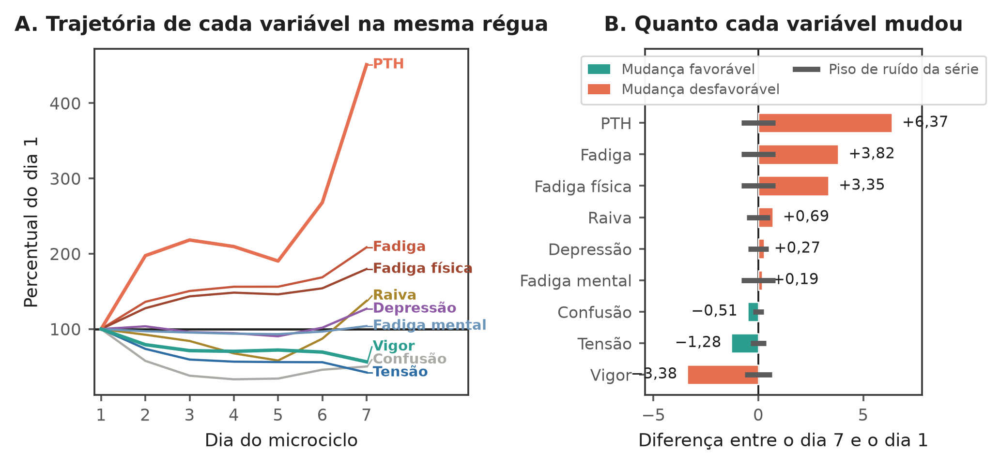 A. Trajetória de cada variável na mesma régua
Percentual do dia 1
400
300
200
100
PTH
Fadiga
Fadiga física
Raiva
Depressão
Fadiga mental
Vigor
Confusão
Tensão
1 2 3 4 5 6 7
Dia do microciclo
B. Quanto cada variável mudou
Mudança favorável
Mudança desfavorável
Piso de ruído da série
PTH +6,37
Fadiga +3,82
Fadiga física +3,35
Raiva +0,69
Depressão +0,27
Fadiga mental +0,19
Confusão −0,51
Tensão −1,28
Vigor −3,38
−5 0 5
Diferença entre o dia 7 e o dia 1